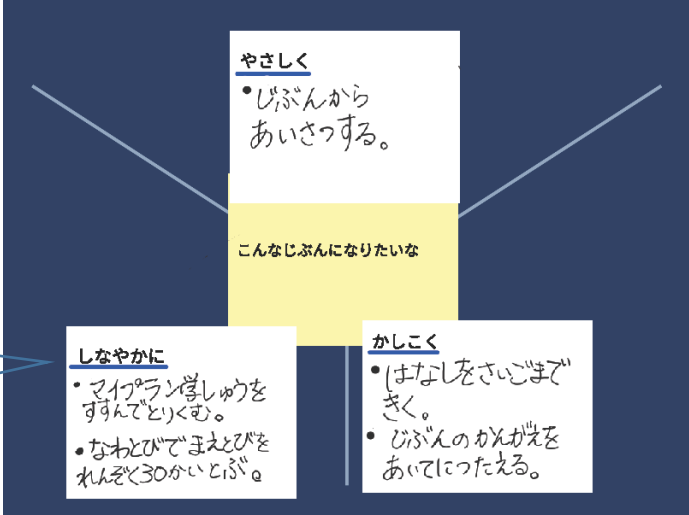 やさしく
•じぶんから
あいさつする。
こんなじぶんになりたいな
しなやかに
•マイプラン学しゅうを
すすんでとりくむ。
•なわとびでまえとびを
れんぞく30かいとぶ。
かしこく
•はなしをさいごまで
きく。
•じぶんのかんがえを
あいてにつたえる。